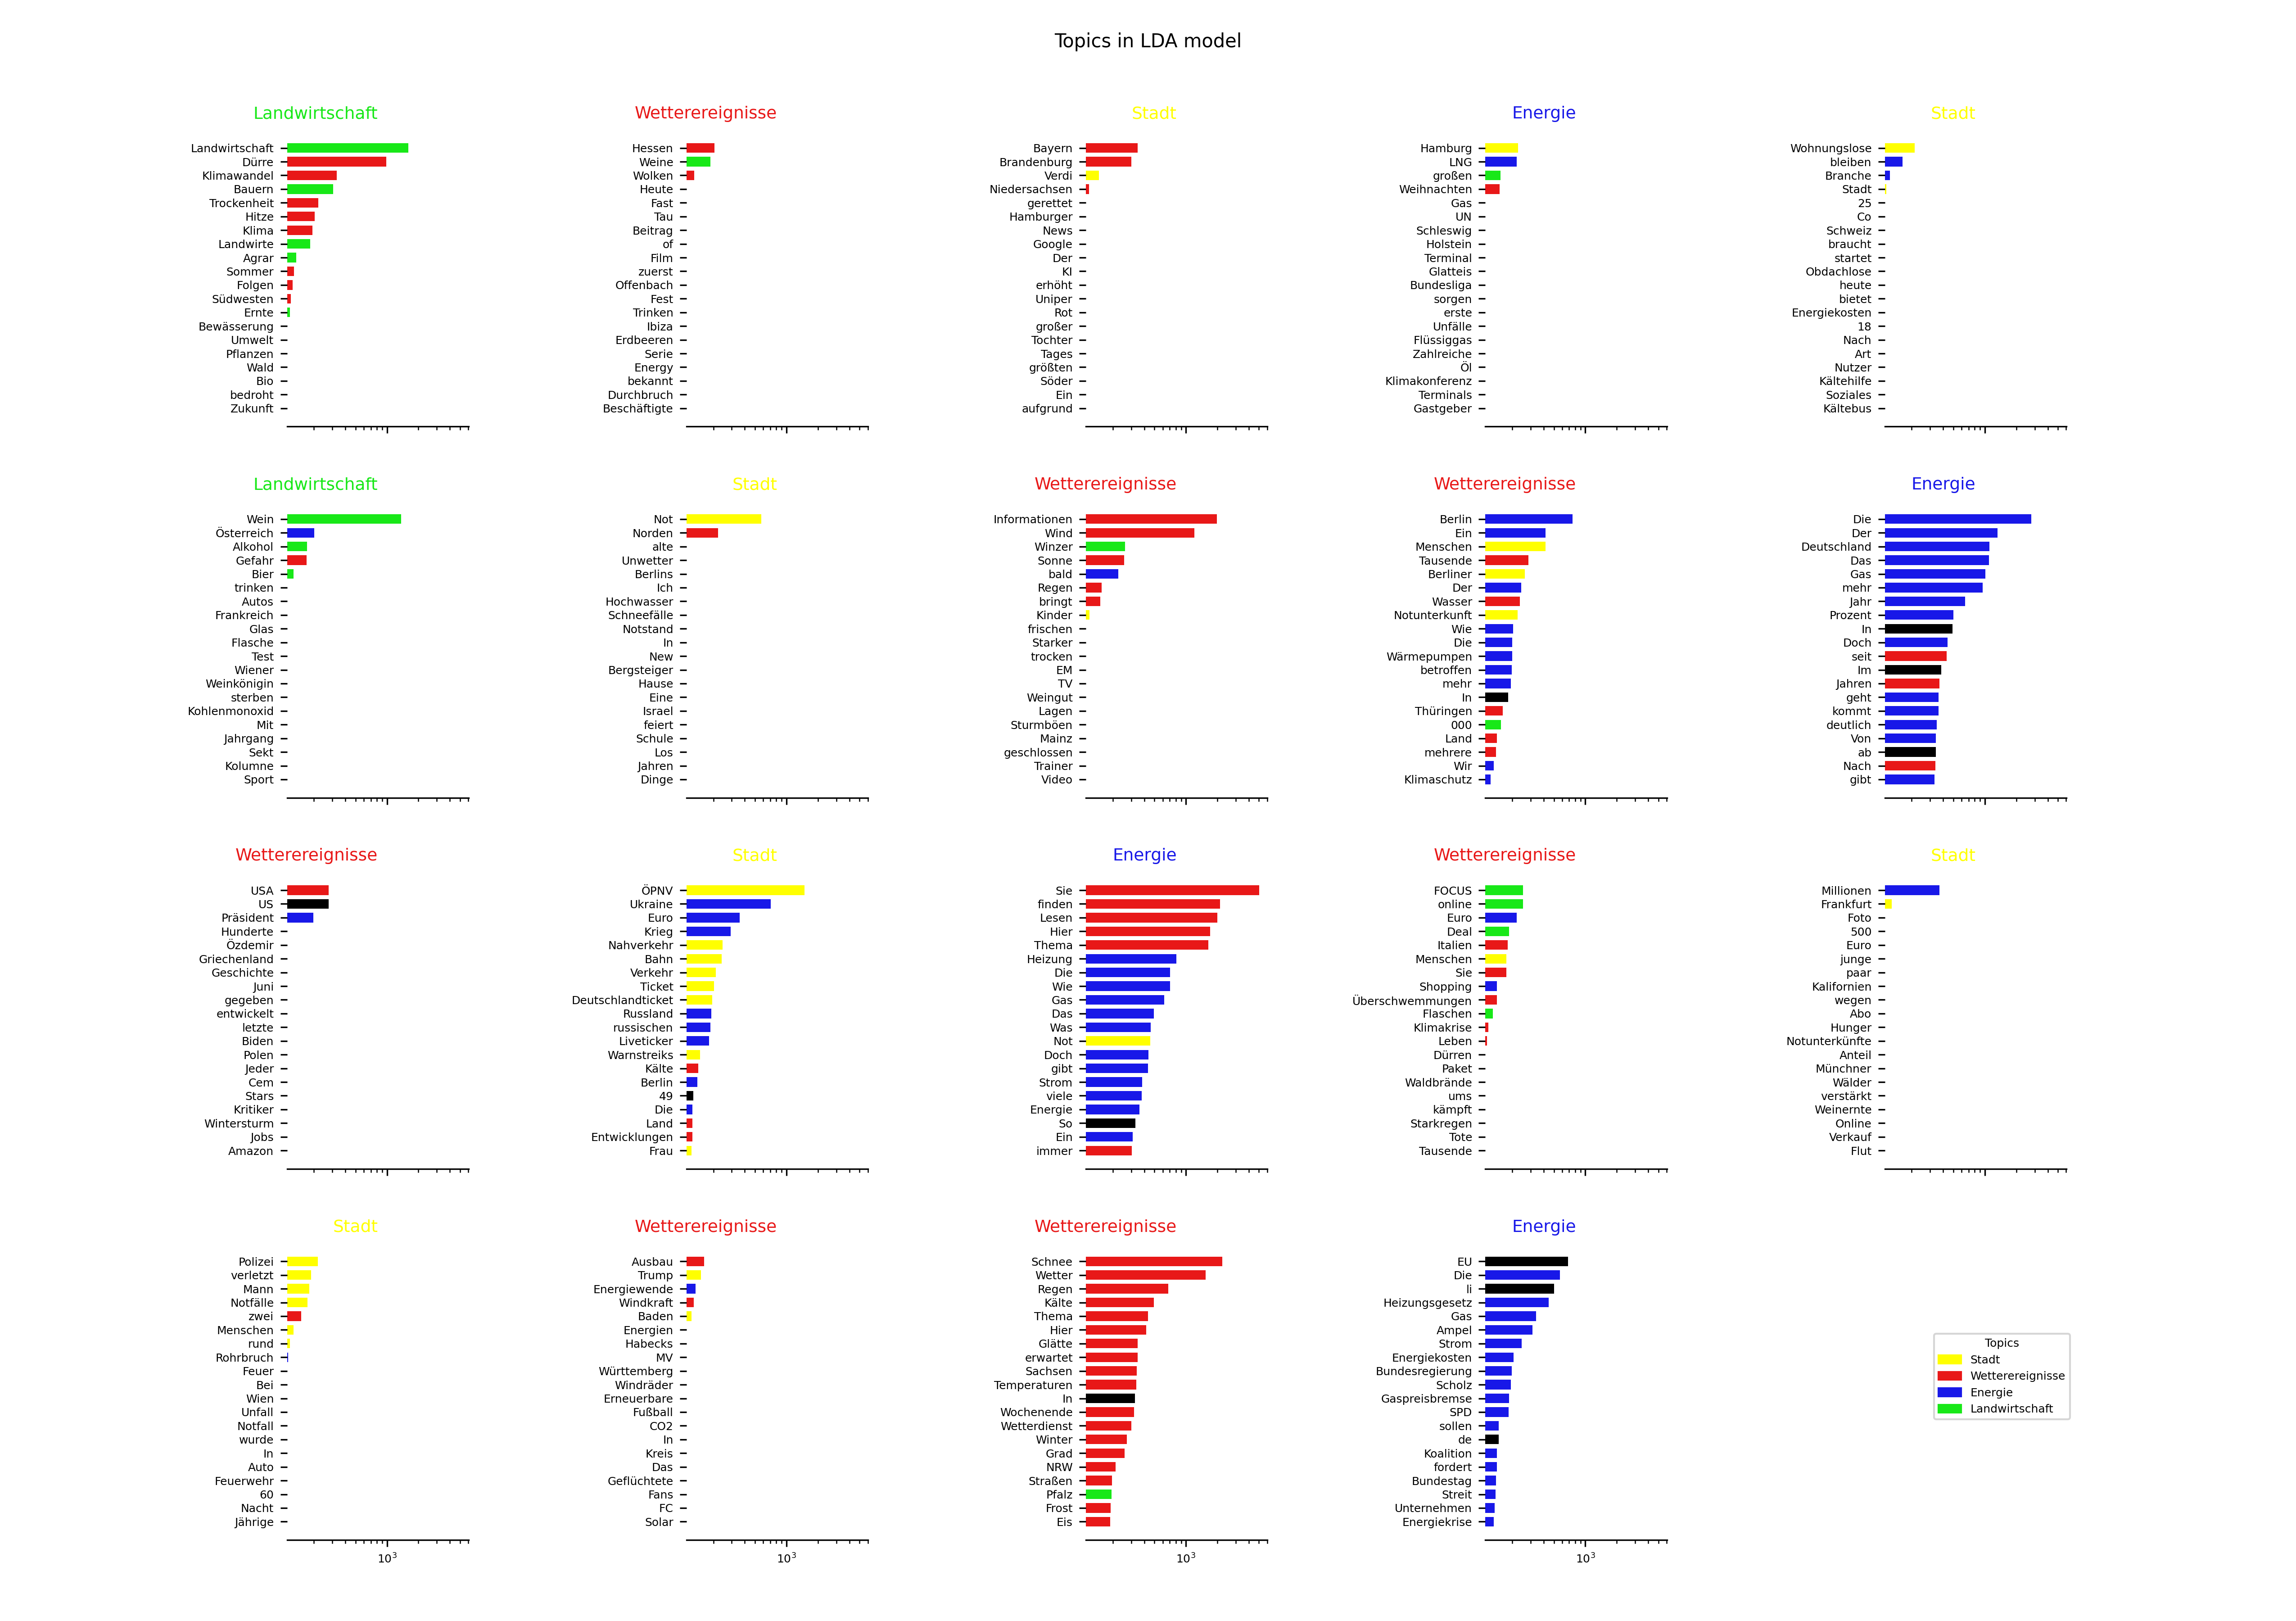 Topics in LDA model
Landwirtschaft
Landwirtschaft
Dürre
Klimawandel
Bauern
Trockenheit
Hitze
Klima
Landwirte
Agrar
Sommer
Folgen
Südwesten
Ernte
Bewässerung
Umwelt
Pflanzen
Wald
Bio
bedroht
Zukunft
Wetterereignisse
Hessen
Weine
Wolken
Heute
Fast
Tau
Beitrag
of
Film
zuerst
Offenbach
Fest
Trinken
Ibiza
Erdbeeren
Serie
Energy
bekannt
Durchbruch
Beschäftigte
Stadt
Bayern
Brandenburg
Verdi
Niedersachsen
gerettet
Hamburger
News
Google
Der
KI
erhöht
Uniper
Rot
großer
Tochter
Tages
größten
Söder
Ein
aufgrund
Energie
Hamburg
LNG
großen
Weihnachten
Gas
UN
Schleswig
Holstein
Terminal
Glatteis
Bundesliga
sorgen
erste
Unfälle
Flüssiggas
Zahlreiche
Öl
Klimakonferenz
Terminals
Gastgeber
Stadt
Wohnungslose
bleiben
Branche
Stadt
25
Co
Schweiz
braucht
startet
Obdachlose
heute
bietet
Energiekosten
18
Nach
Art
Nutzer
Kältehilfe
Soziales
Kältebus
Landwirtschaft
Wein
Österreich
Alkohol
Gefahr
Bier
trinken
Autos
Frankreich
Glas
Flasche
Test
Wiener
Weinkönigin
sterben
Kohlenmonoxid
Mit
Jahrgang
Sekt
Kolumne
Sport
Stadt
Not
Norden
alte
Unwetter
Berlins
Ich
Hochwasser
Schneefälle
Notstand
In
New
Bergsteiger
Hause
Eine
Israel
feiert
Schule
Los
Jahren
Dinge
Wetterereignisse
Informationen
Wind
Winzer
Sonne
bald
Regen
bringt
Kinder
frischen
Starker
trocken
EM
TV
Weingut
Lagen
Sturmböen
Mainz
geschlossen
Trainer
Video
Wetterereignisse
Berlin
Ein
Menschen
Tausende
Berliner
Der
Wasser
Notunterkunft
Wie
Die
Wärmepumpen
betroffen
mehr
In
Thüringen
000
Land
mehrere
Wir
Klimaschutz
Energie
Die
Der
Deutschland
Das
Gas
mehr
Jahr
Prozent
In
Doch
seit
Im
Jahren
geht
kommt
deutlich
Von
ab
Nach
gibt
Wetterereignisse
USA
US
Präsident
Hunderte
Özdemir
Griechenland
Geschichte
Juni
gegeben
entwickelt
letzte
Biden
Polen
Jeder
Cem
Stars
Kritiker
Wintersturm
Jobs
Amazon
Stadt
ÖPNV
Ukraine
Euro
Krieg
Nahverkehr
Bahn
Verkehr
Ticket
Deutschlandticket
Russland
russischen
Liveticker
Warnstreiks
Kälte
Berlin
49
Die
Land
Entwicklungen
Frau
Energie
Sie
finden
Lesen
Hier
Thema
Heizung
Die
Wie
Gas
Das
Was
Not
Doch
gibt
Strom
viele
Energie
So
Ein
immer
Wetterereignisse
FOCUS
online
Euro
Deal
Italien
Menschen
Sie
Shopping
Überschwemmungen
Flaschen
Klimakrise
Leben
Dürren
Paket
Waldbrände
ums
kämpft
Starkregen
Tote
Tausende
Stadt
Millionen
Frankfurt
Foto
500
Euro
junge
paar
Kalifornien
wegen
Abo
Hunger
Notunterkünfte
Anteil
Münchner
Wälder
verstärkt
Weinernte
Online
Verkauf
Flut
Stadt
Polizei
verletzt
Mann
Notfälle
zwei
Menschen
rund
Rohrbruch
Feuer
Bei
Wien
Unfall
Notfall
wurde
In
Auto
Feuerwehr
60
Nacht
Jährige
10³
Wetterereignisse
Ausbau
Trump
Energiewende
Windkraft
Baden
Energien
Habecks
MV
Württemberg
Windräder
Erneuerbare
Fußball
CO2
In
Kreis
Das
Geflüchtete
Fans
FC
Solar
10³
Wetterereignisse
Schnee
Wetter
Regen
Kälte
Thema
Hier
Glätte
erwartet
Sachsen
Temperaturen
In
Wochenende
Wetterdienst
Winter
Grad
NRW
Straßen
Pfalz
Frost
Eis
10³
Energie
EU
Die
li
Heizungsgesetz
Gas
Ampel
Strom
Energiekosten
Bundesregierung
Scholz
Gaspreisbremse
SPD
sollen
de
Koalition
fordert
Bundestag
Streit
Unternehmen
Energiekrise
10³
Topics
Stadt
Wetterereignisse
Energie
Landwirtschaft